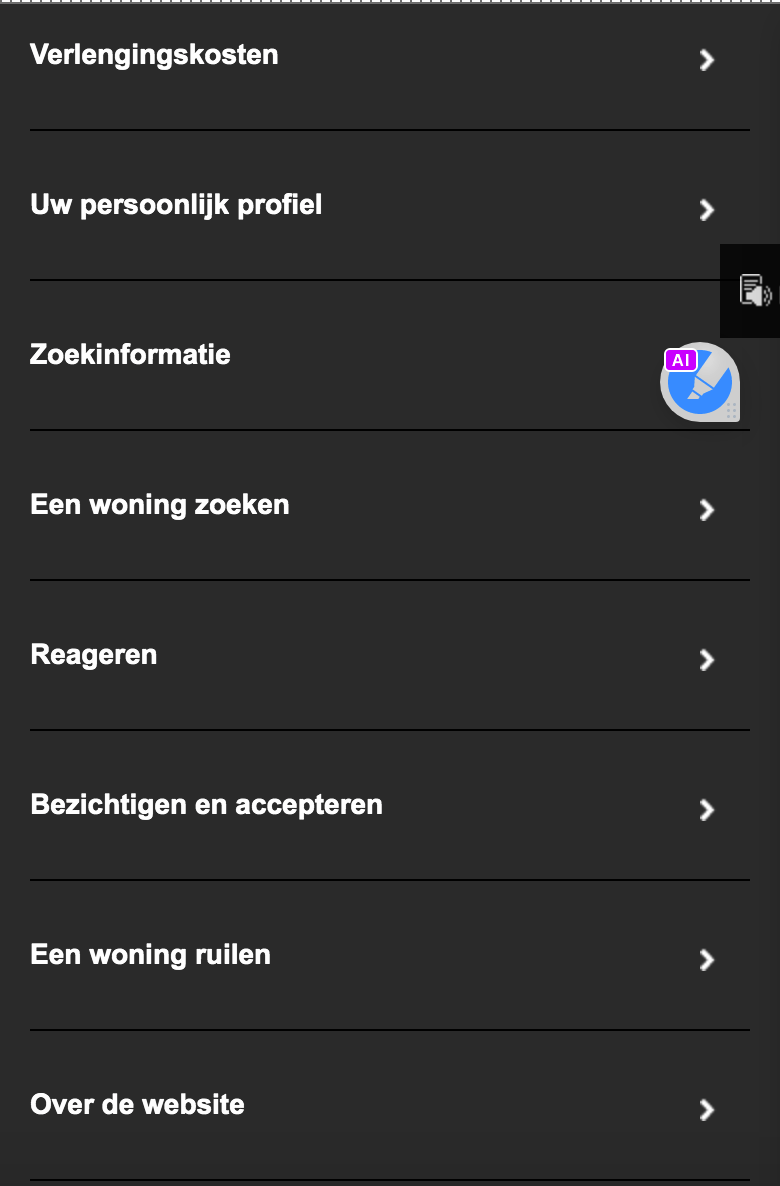 Verlengingskosten
Uw persoonlijk profiel
Zoekinformatie
AI
Een woning zoeken
Reageren
Bezichtigen en accepteren
Een woning ruilen
Over de website